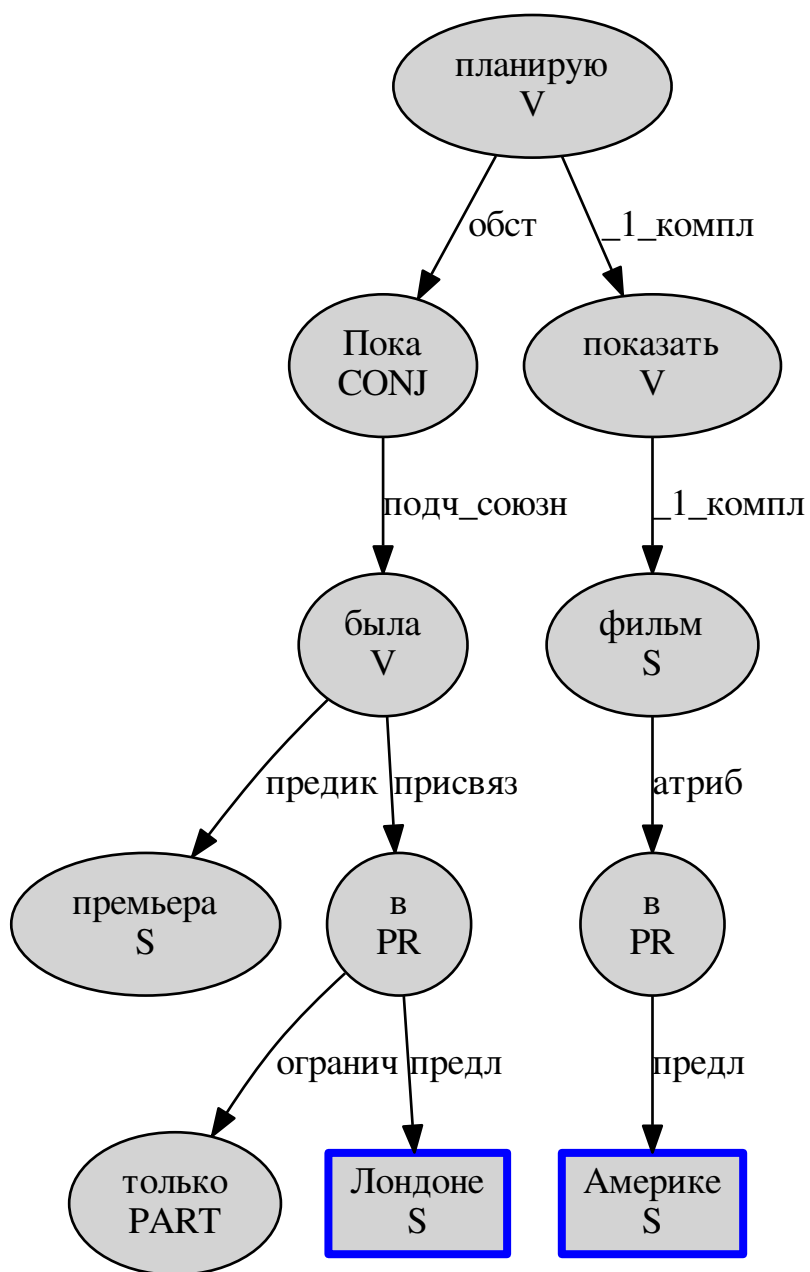 планирую
V
обст
_1_компл
Пока
CONJ
показать
V
подч_союзн
_1_компл
была
V
фильм
S
предик
присвяз
атриб
премьера
S
в
PR
в
PR
огранич
предл
предл
только
PART
Лондоне
S
Америке
S